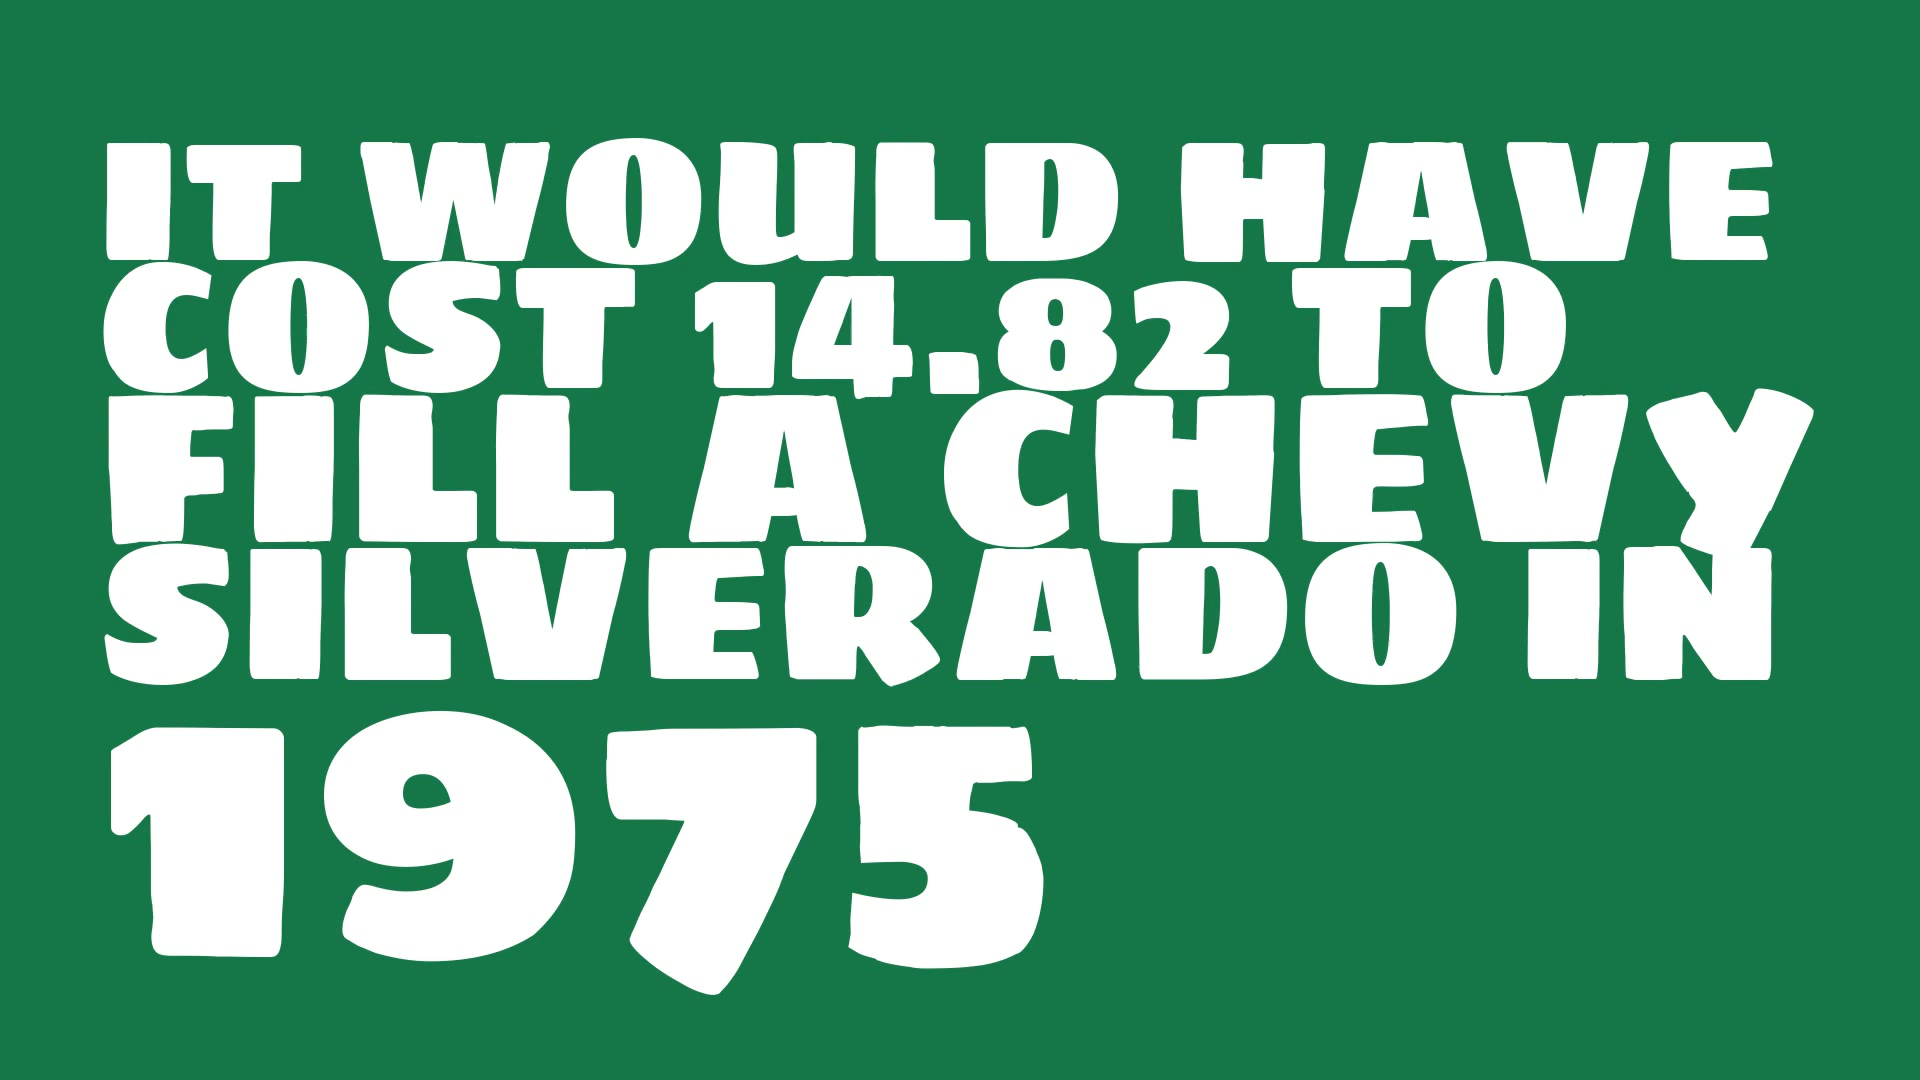 IT WOULD HAVE
COST 14.82 TO
FILL A CHEVY
SILVERADO IN
1975